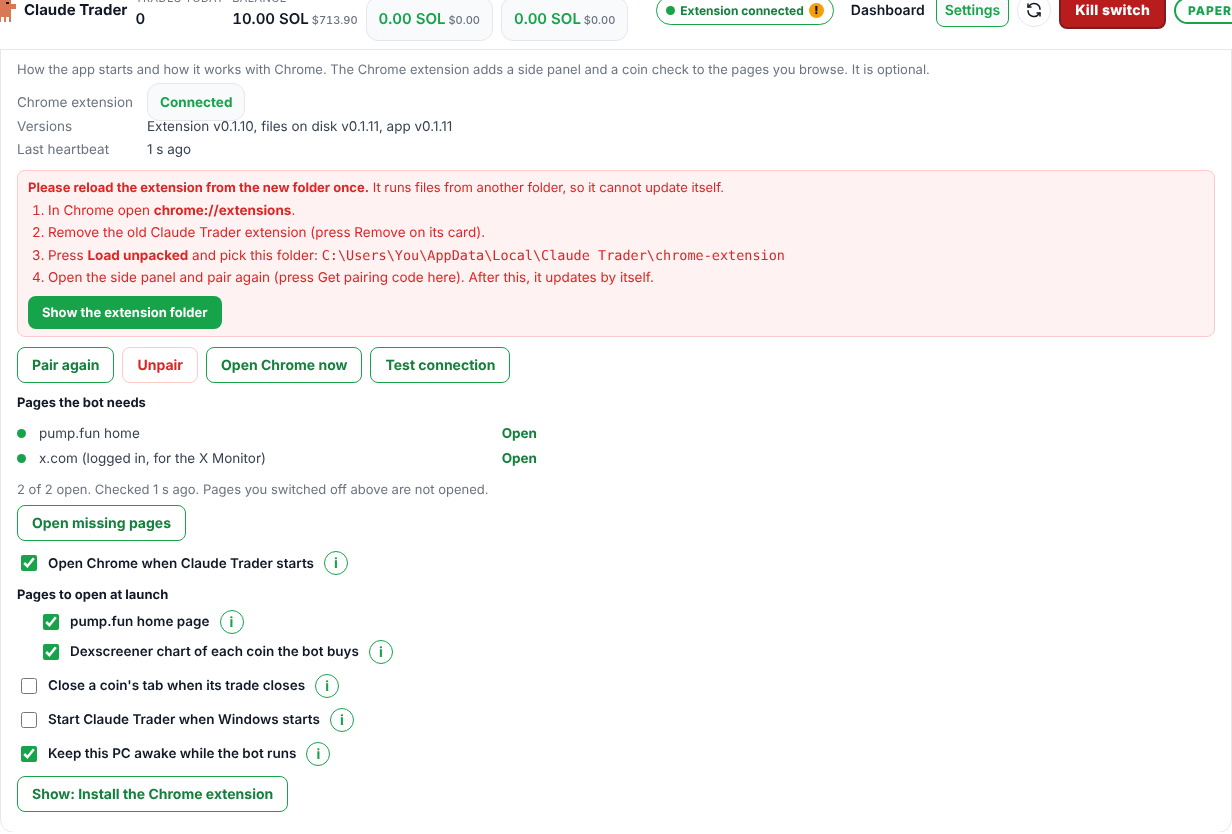 Claude Trader
0
10.00 SOL $713.90
0.00 SOL $0.00
0.00 SOL $0.00
Extension connected !
Dashboard
Settings
Kill switch
PAPER
How the app starts and how it works with Chrome. The Chrome extension adds a side panel and a coin check to the pages you browse. It is optional.
Chrome extension Connected
Versions Extension v0.1.10, files on disk v0.1.11, app v0.1.11
Last heartbeat 1 s ago
Please reload the extension from the new folder once. It runs files from another folder, so it cannot update itself.
1. In Chrome open chrome://extensions.
2. Remove the old Claude Trader extension (press Remove on its card).
3. Press Load unpacked and pick this folder: C:\Users\You\AppData\Local\Claude Trader\chrome-extension
4. Open the side panel and pair again (press Get pairing code here). After this, it updates by itself.
Show the extension folder
Pair again Unpair Open Chrome now Test connection
Pages the bot needs
pump.fun home Open
x.com (logged in, for the X Monitor) Open
2 of 2 open. Checked 1 s ago. Pages you switched off above are not opened.
Open missing pages
Open Chrome when Claude Trader starts i
Pages to open at launch
pump.fun home page i
Dexscreener chart of each coin the bot buys i
Close a coin's tab when its trade closes i
Start Claude Trader when Windows starts i
Keep this PC awake while the bot runs i
Show: Install the Chrome extension